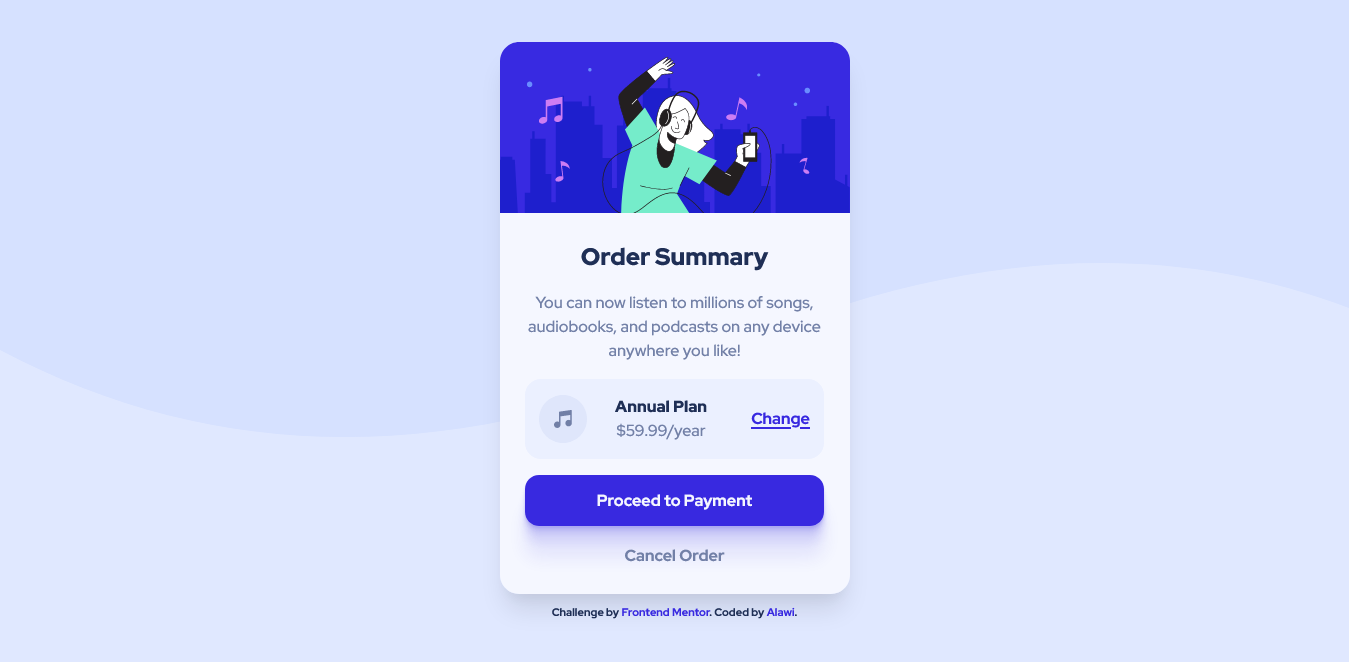 Order Summary
You can now listen to millions of songs,
audiobooks, and podcasts on any device
anywhere you like!
Annual Plan
$59.99/year
Change
Proceed to Payment
Cancel Order
Challenge by Frontend Mentor. Coded by Alawi.